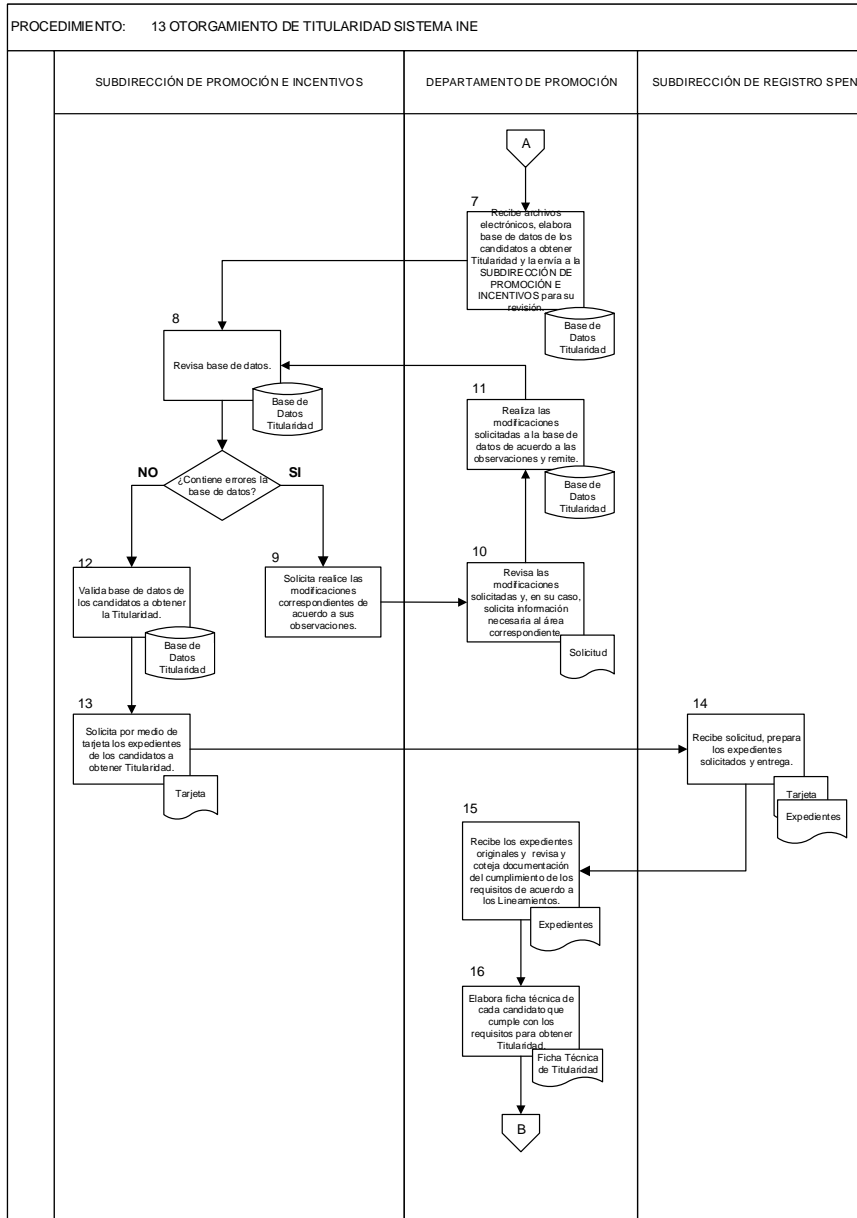 PROCEDIMIENTO: 13 OTORGAMIENTO DE TITULARIDAD SISTEMA INE
SUBDIRECCIÓN DE PROMOCIÓN E INCENTIVOS
DEPARTAMENTO DE PROMOCIÓN
SUBDIRECCIÓN DE REGISTRO SPEN
A
7
Recibe archivos
electrónicos, elabora
base de datos de los
candidatos a obtener
Titularidad y la envía a la
SUBDIRECCIÓN DE
PROMOCIÓN E
INCENTIVOS para su
revisión.
Base de
Datos
Titularidad
8
Revisa base de datos.
Base de
Datos
Titularidad
11
Realiza las
modificaciones
solicitadas a la base de
datos de acuerdo a las
observaciones y remite.
Base de
Datos
Titularidad
NO
¿Contiene errores la
base de datos?
SI
12
Valida base de datos de
los candidatos a obtener
la Titularidad.
Base de
Datos
Titularidad
9
Solicita realice las
modificaciones
correspondientes de
acuerdo a sus
observaciones.
10
Revisa las
modificaciones
solicitadas y, en su caso,
solicita información
necesaria al área
correspondiente
Solicitud
13
Solicita por medio de
tarjeta los expedientes
de los candidatos a
obtener Titularidad.
Tarjeta
14
Recibe solicitud, prepara
los expedientes
solicitados y entrega.
Tarjeta
Expedientes
15
Recibe los expedientes
originales y revisa y
coteja documentación
del cumplimiento de los
requisitos de acuerdo a
los Lineamientos.
Expedientes
16
Elabora ficha técnica de
cada candidato que
cumple con los
requisitos para obtener
Titularidad.
Ficha Técnica
de Titularidad
B